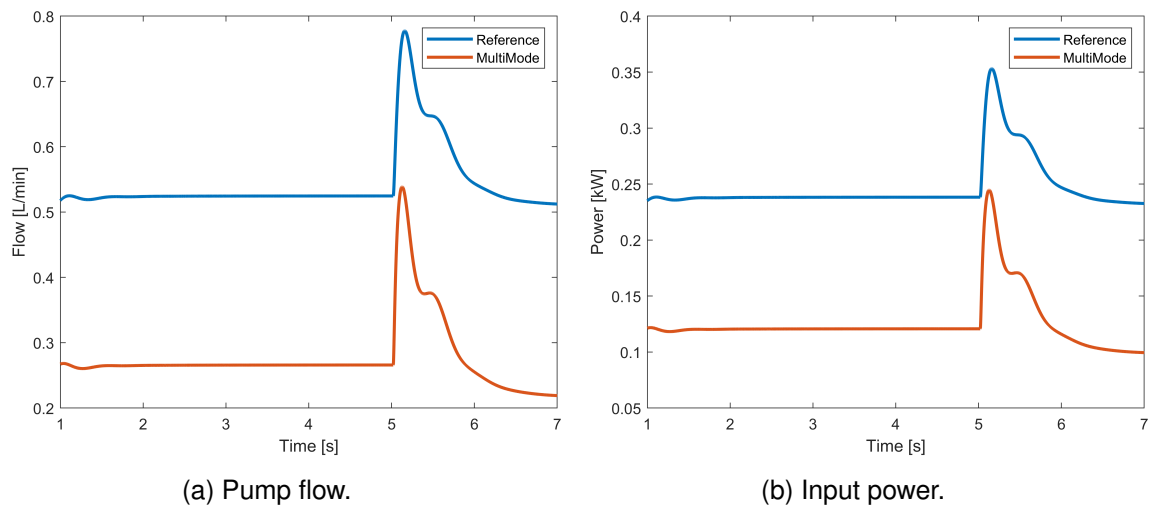 0.8
0.7
0.6
0.5
0.4
0.3
0.2
Flow [L/min]
1 2 3 4 5 6 7
Time [s]
Reference
MultiMode
(a) Pump flow.
0.4
0.35
0.3
0.25
0.2
0.15
0.1
0.05
Power [kW]
1 2 3 4 5 6 7
Time [s]
Reference
MultiMode
(b) Input power.